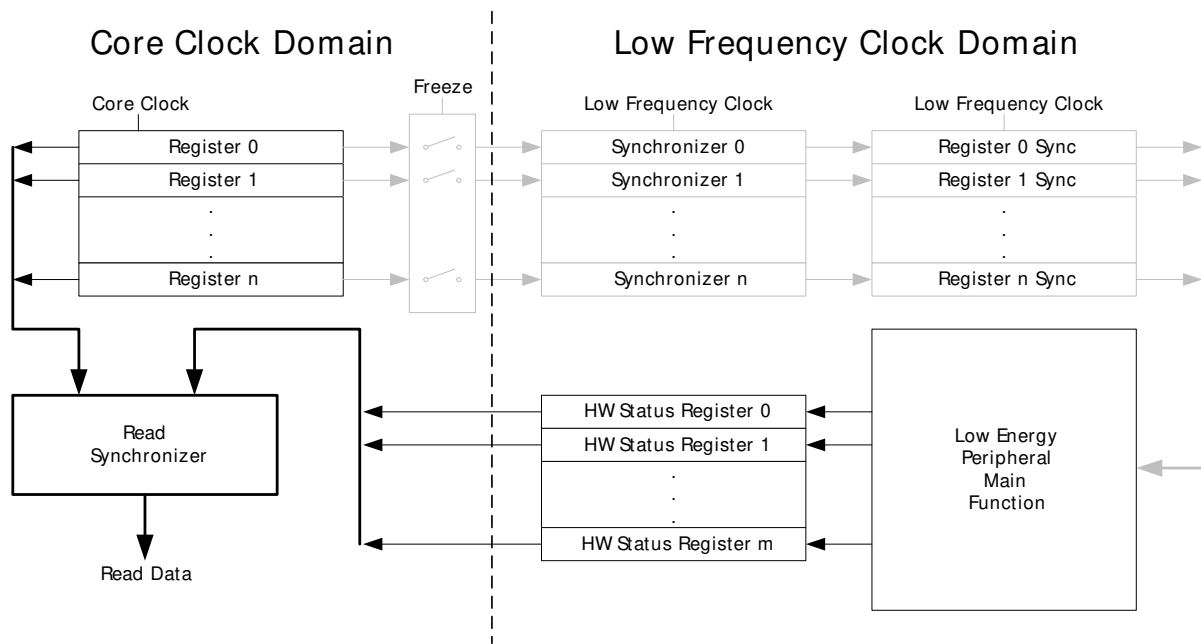 Core Clock Domain
Low Frequency Clock Domain
Freeze
Core Clock
Low Frequency Clock
Low Frequency Clock
Register 0
Synchronizer 0
Register 0 Sync
Register 1
Synchronizer 1
Register 1 Sync
.
.
.
.
.
.
.
.
.
Register n
Synchronizer n
Register n Sync
Read
Synchronizer
Read Data
HW Status Register 0
HW Status Register 1
.
.
.
HW Status Register m
Low Energy
Peripheral
Main
Function